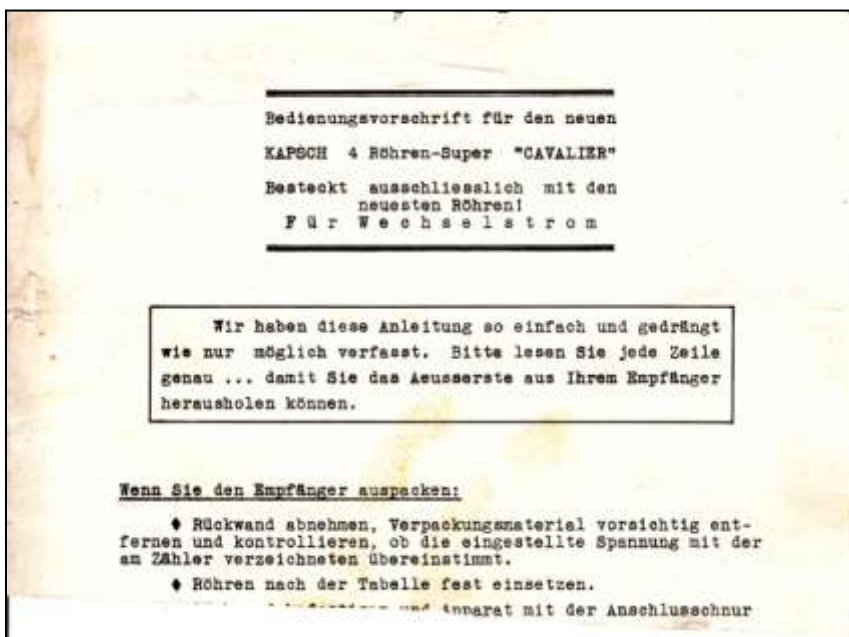 Bedienungsvorschrift für den neuen
KAPSCH 4 Röhren-Super "CAVALIER"
Besteckt ausschliesslich mit den
neuesten Röhren!
Für Wechselstrom
Wir haben diese Anleitung so einfach und gedrängt
wie nur möglich verfasst. Bitte lesen Sie jede Zeile
genau ... damit Sie das Aeusserste aus Ihrem Empfänger
herausholen können.
Wenn Sie den Empfänger auspacken:
♦ Rückwand abnehmen, Verpackungsmaterial vorsichtig ent-
fernen und kontrollieren, ob die eingestellte Spannung mit der
am Zähler verzeichneten übereinstimmt.
♦ Röhren nach der Tabelle fest einsetzen.
und Apparat mit der Anschlusschnur